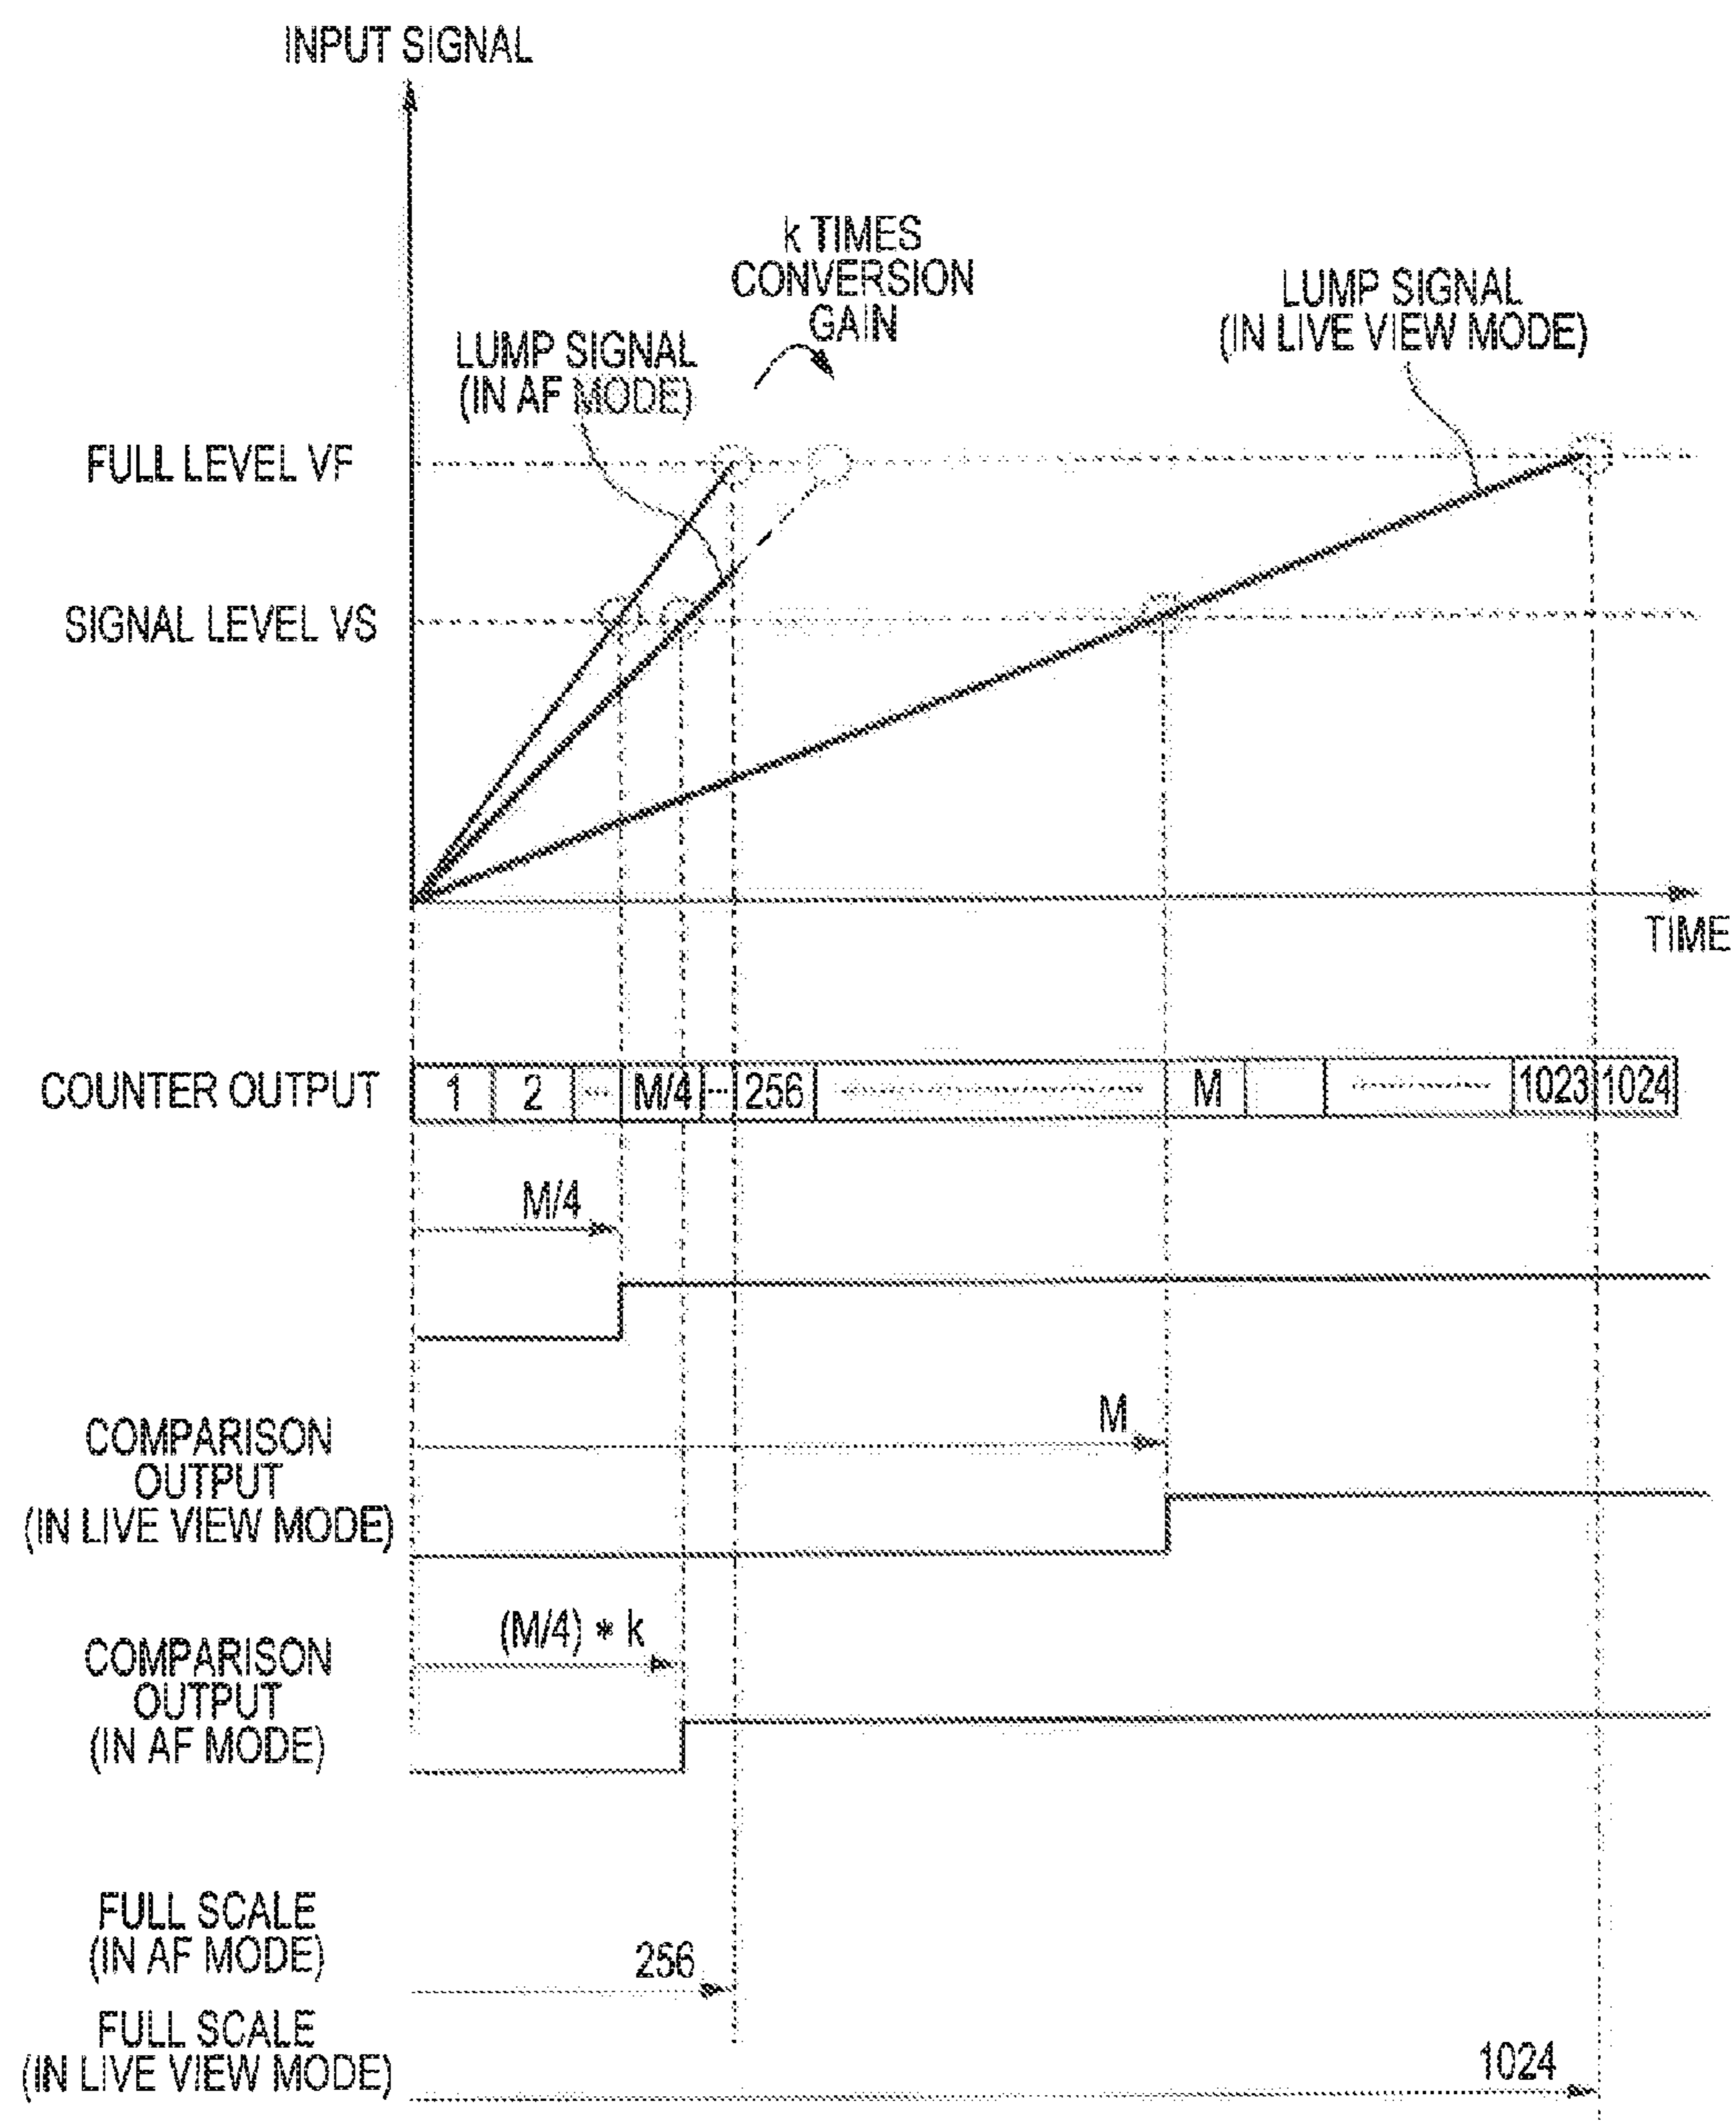 INPUT SIGNAL
k TIMES
CONVERSION
GAIN
LUMP SIGNAL
(IN LIVE VIEW MODE)
LUMP SIGNAL
(IN AF MODE)
FULL LEVEL VF
SIGNAL LEVEL VS
TIME
COUNTER OUTPUT 1 2 ... M/4 ... 256 M 1023 1024
M/4
M
COMPARISON
OUTPUT
(IN LIVE VIEW MODE)
(M/4) * k
COMPARISON
OUTPUT
(IN AF MODE)
FULL SCALE
(IN AF MODE)
256
FULL SCALE
(IN LIVE VIEW MODE)
1024